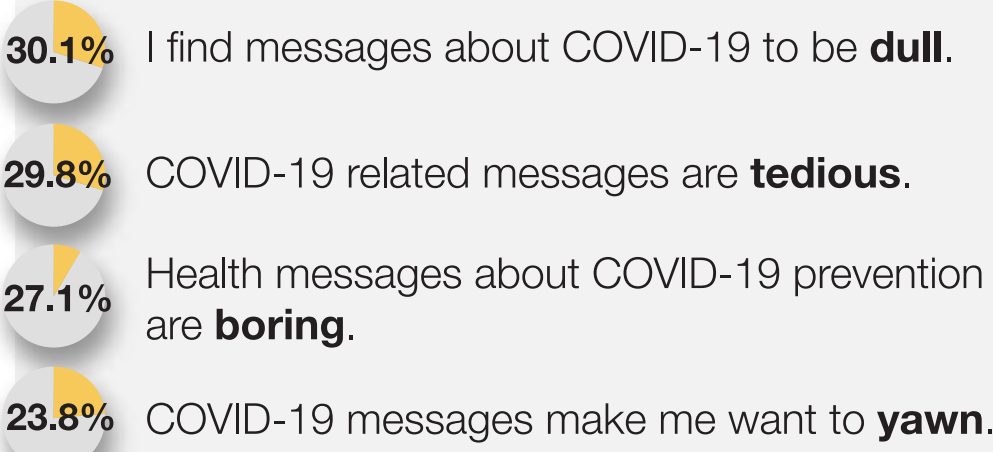 30.1% I find messages about COVID-19 to be dull.
29.8% COVID-19 related messages are tedious.
27.1% Health messages about COVID-19 prevention
are boring.
23.8% COVID-19 messages make me want to yawn.